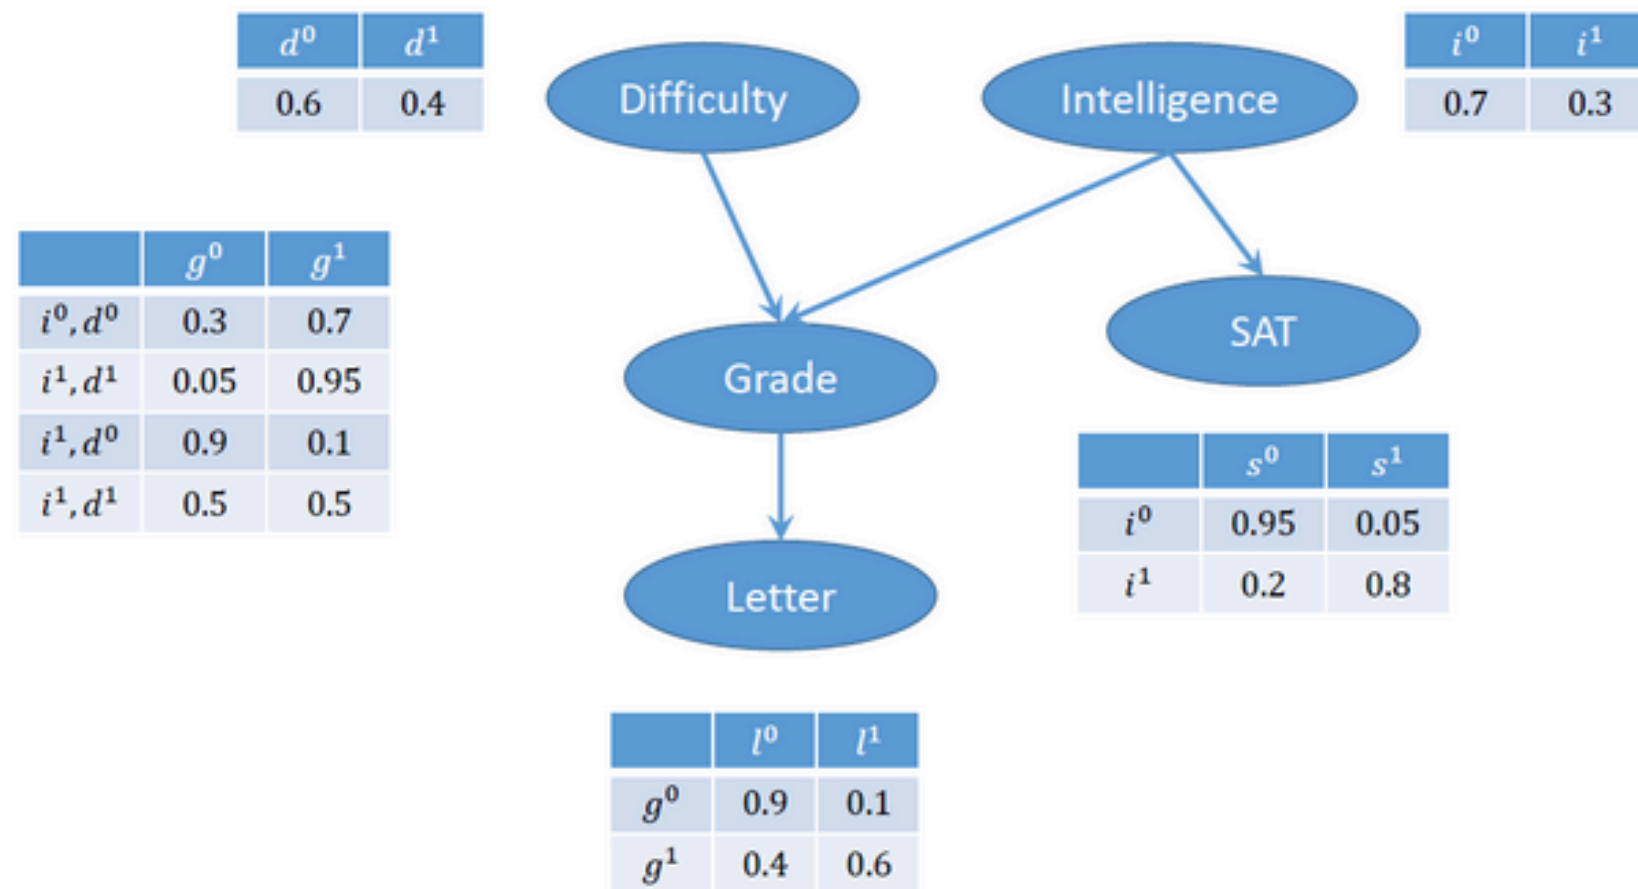 d⁰ d¹
0.6 0.4
Difficulty
Intelligence
i⁰ i¹
0.7 0.3
g⁰ g¹
i⁰, d⁰ 0.3 0.7
i¹, d¹ 0.05 0.95
i¹, d⁰ 0.9 0.1
i¹, d¹ 0.5 0.5
Grade
SAT
s⁰ s¹
i⁰ 0.95 0.05
i¹ 0.2 0.8
Letter
l⁰ l¹
g⁰ 0.9 0.1
g¹ 0.4 0.6